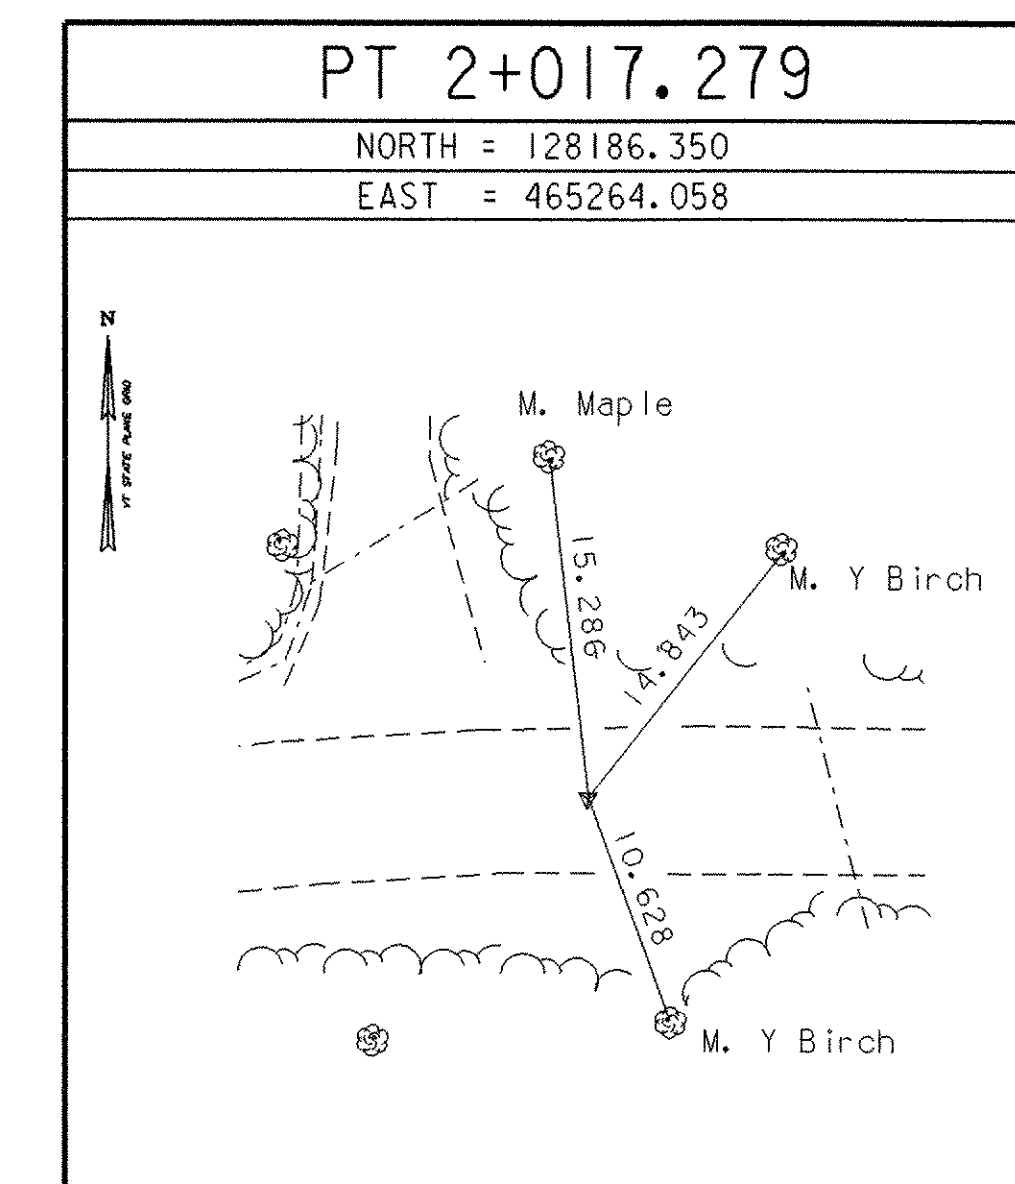 PT 2+017.279
NORTH = 128186.350
EAST = 465264.058
N
VT STATE PLANE GRID
M. Maple
M. Y Birch
15.286
14.843
10.628
M. Y Birch